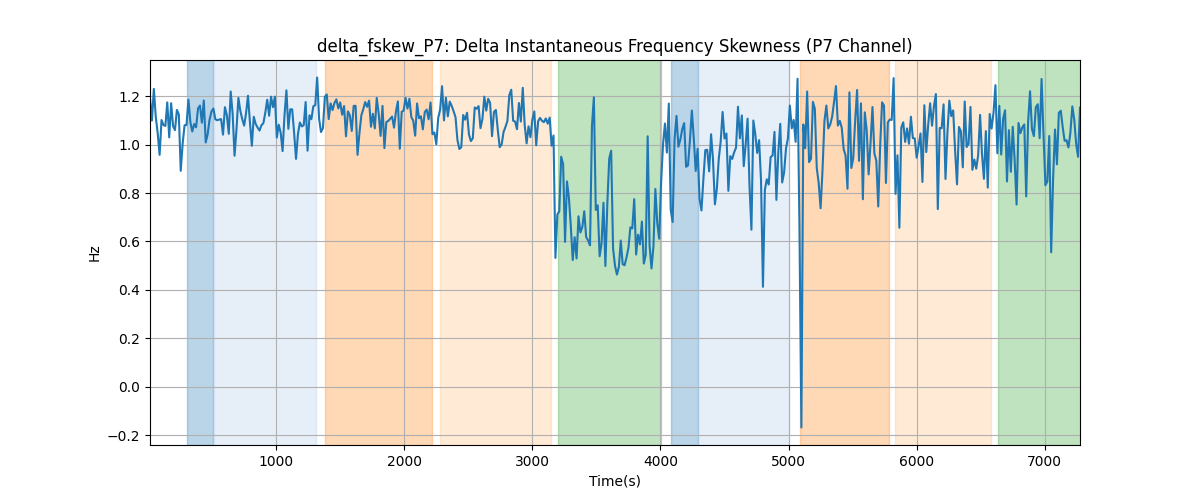 delta_fskew_P7: Delta Instantaneous Frequency Skewness (P7 Channel)
1.2
1.0
0.8
0.6
0.4
0.2
0.0
−0.2
Hz
1000 2000 3000 4000 5000 6000 7000
Time(s)